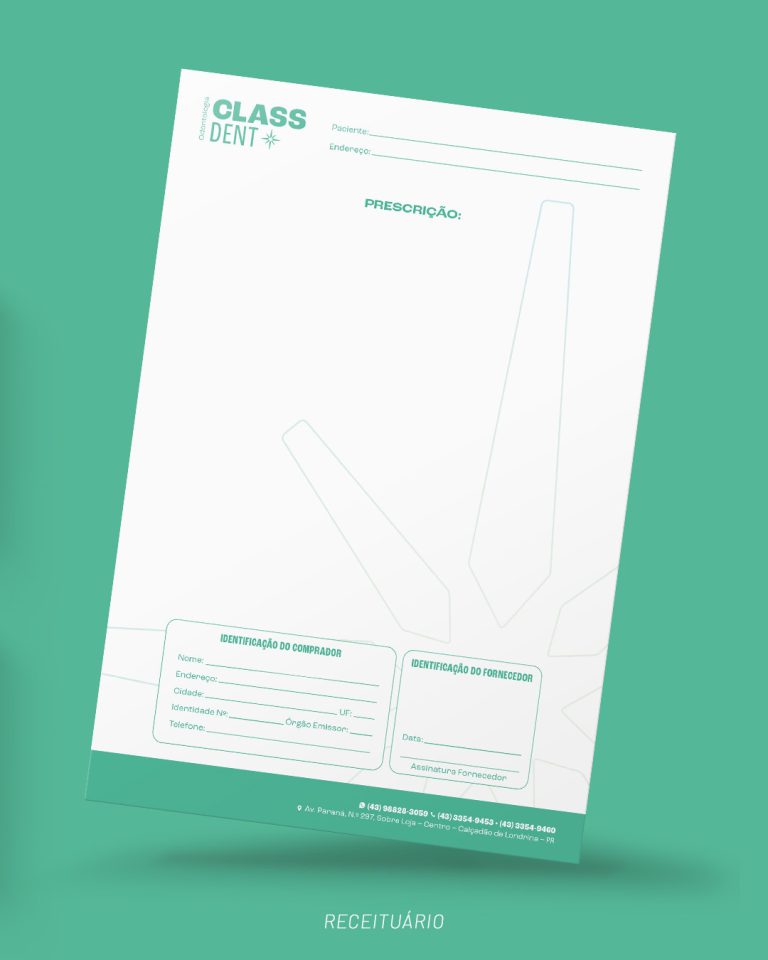 Odontologia
CLASS
DENT
Paciente:
Endereço:
PRESCRIÇÃO:
IDENTIFICAÇÃO DO COMPRADOR
Nome:
Endereço:
Cidade: UF:
Identidade Nº: Órgão Emissor:
Telefone:
IDENTIFICAÇÃO DO FORNECEDOR
Data:
Assinatura Fornecedor
(43) 98828-3059 (43) 3354-9453 • (43) 3354-9460
Av. Paraná, N.º 297, Sobre Loja – Centro – Calçadão de Londrina – PR
RECEITUÁRIO